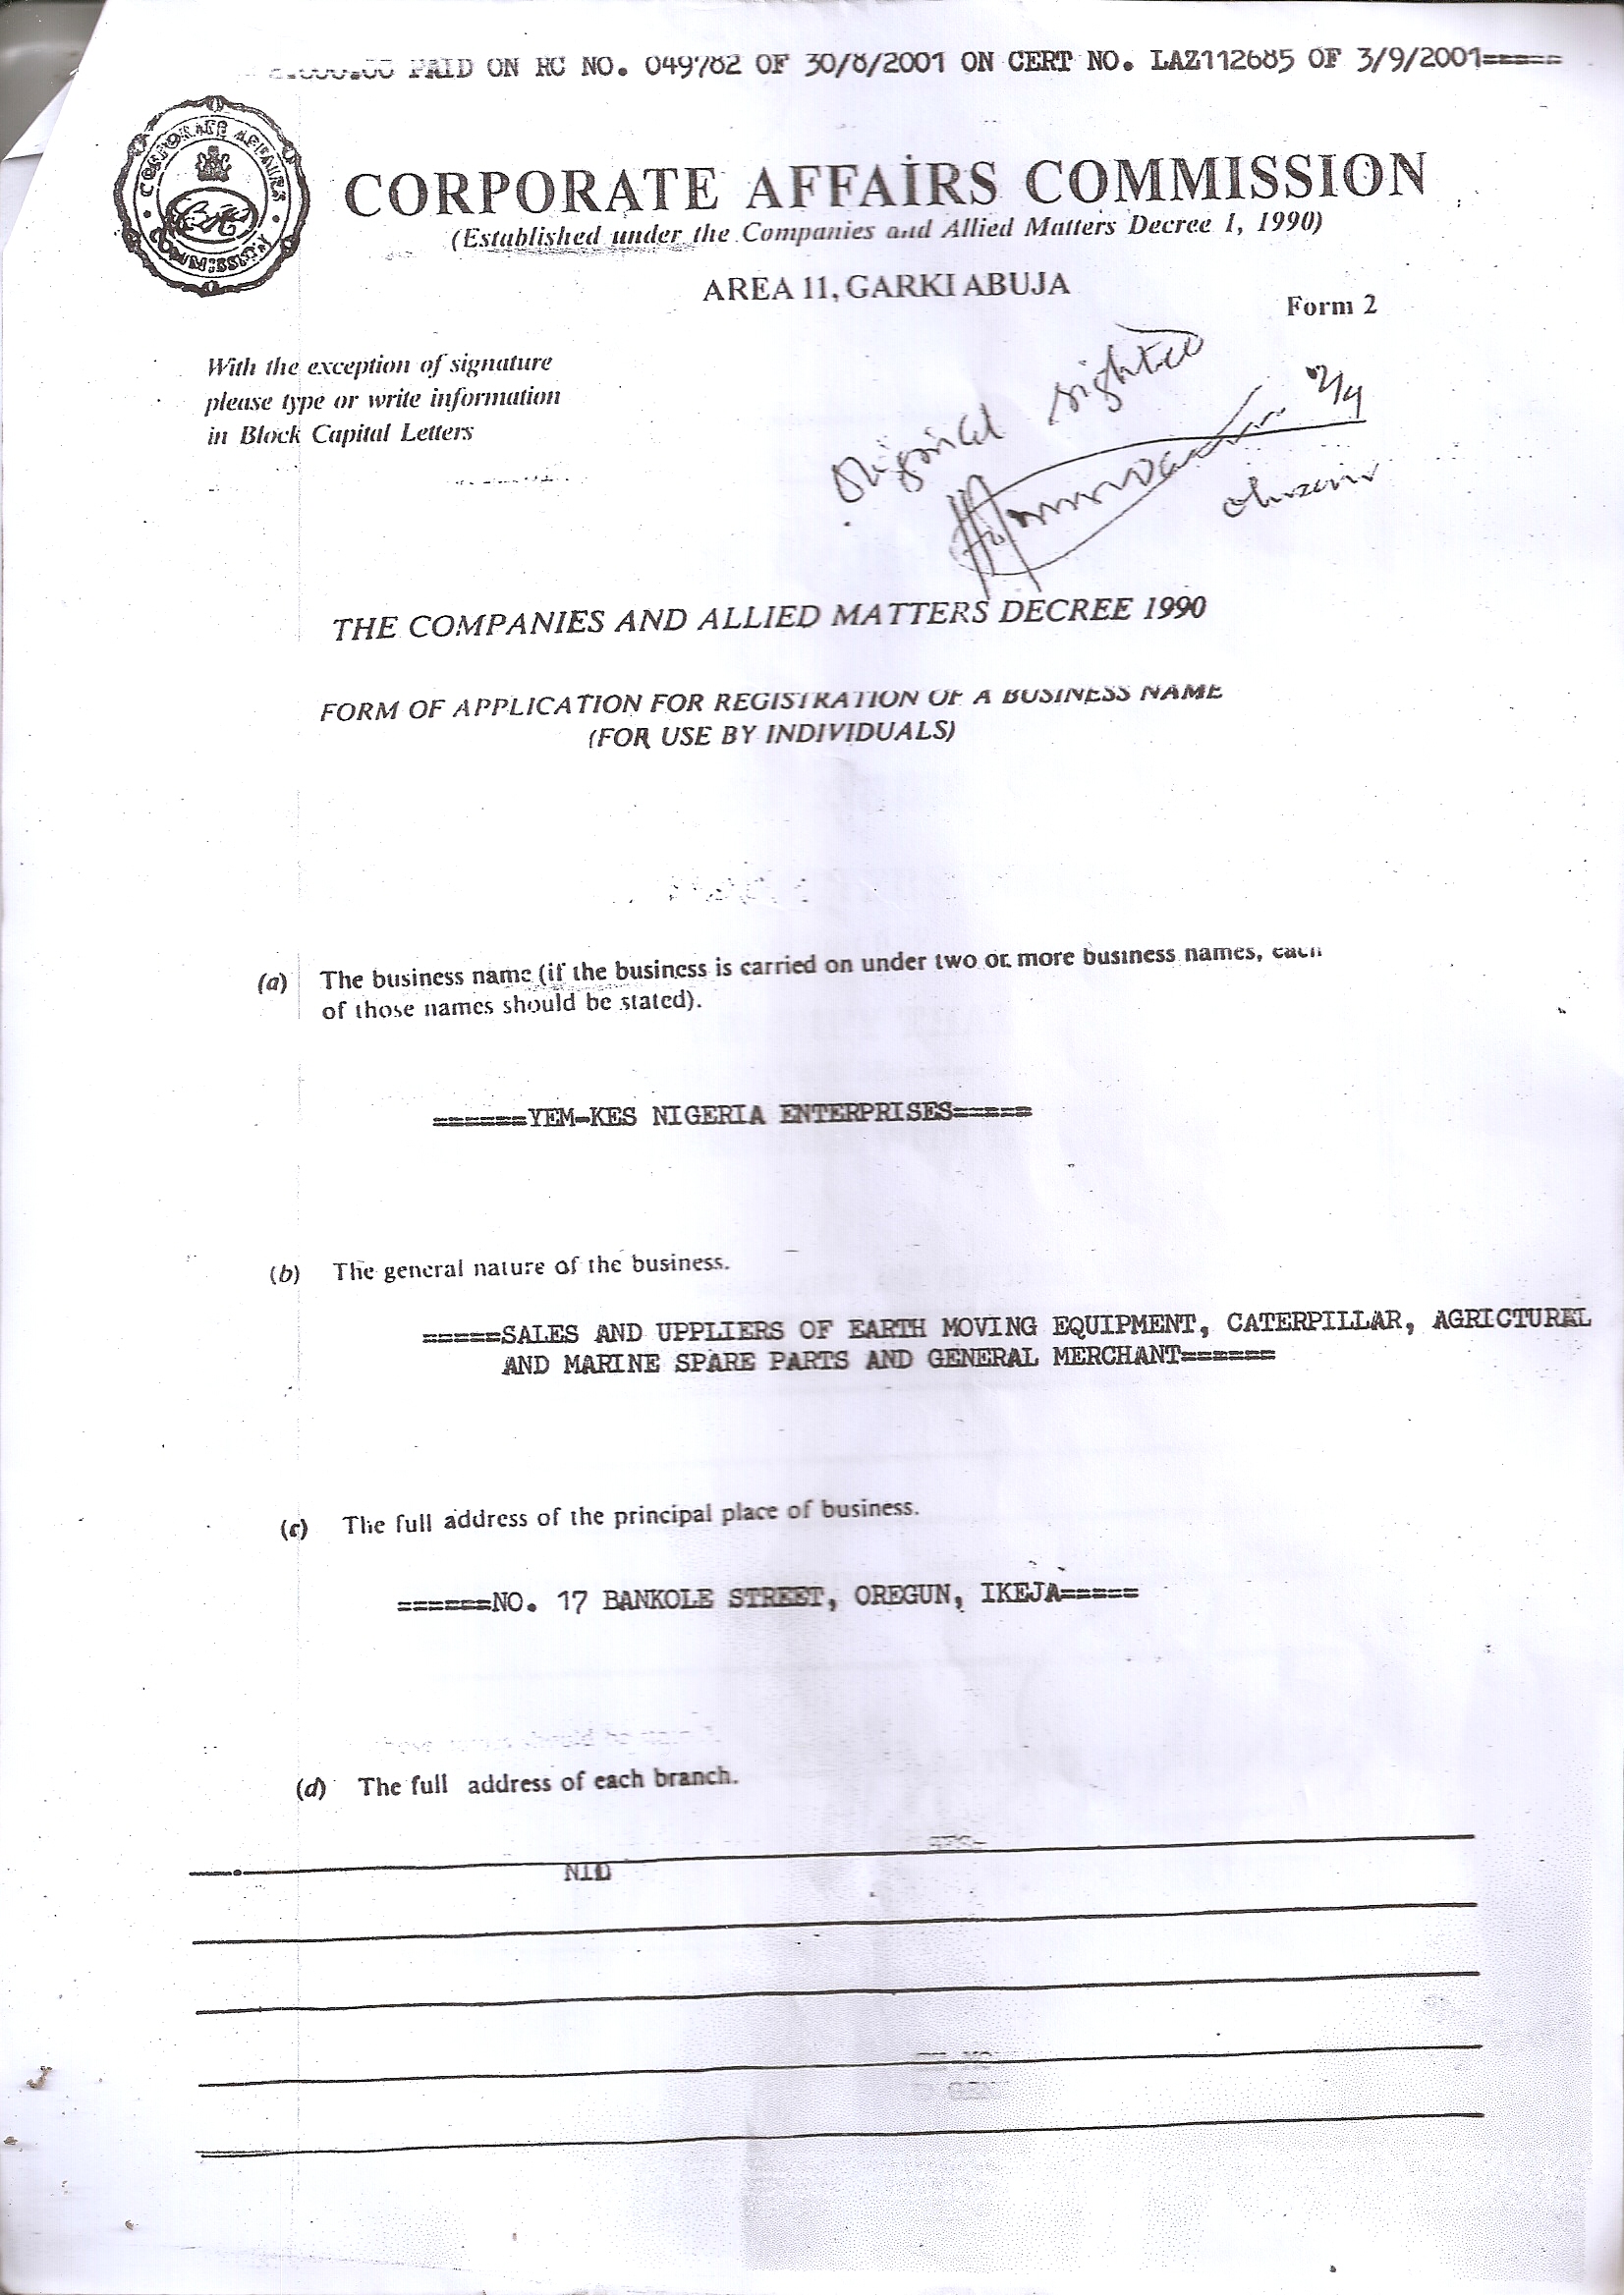 PAID ON RC NO. 049782 OF 30/8/2001 ON CERT NO. LAZ112685 OF 3/9/2001=====
CORPORATE AFFAIRS COMMISSION
CORPORATE AFFAIRS COMMISSION
(Established under the Companies and Allied Matters Decree 1, 1990)
AREA 11, GARKI ABUJA
Form 2
With the exception of signature
please type or write information
in Block Capital Letters
Original sighted
THE COMPANIES AND ALLIED MATTERS DECREE 1990
FORM OF APPLICATION FOR REGISTRATION OF A BUSINESS NAME
(FOR USE BY INDIVIDUALS)
(a) The business name (if the business is carried on under two or more business names, each
of those names should be stated).
======YEM-KES NIGERIA ENTERPRISES=====
(b) The general nature of the business.
=====SALES AND UPPLIERS OF EARTH MOVING EQUIPMENT, CATERPILLAR, AGRICTURAL
AND MARINE SPARE PARTS AND GENERAL MERCHANT======
(c) The full address of the principal place of business.
======NO. 17 BANKOLE STREET, OREGUN, IKEJA=====
(d) The full address of each branch.